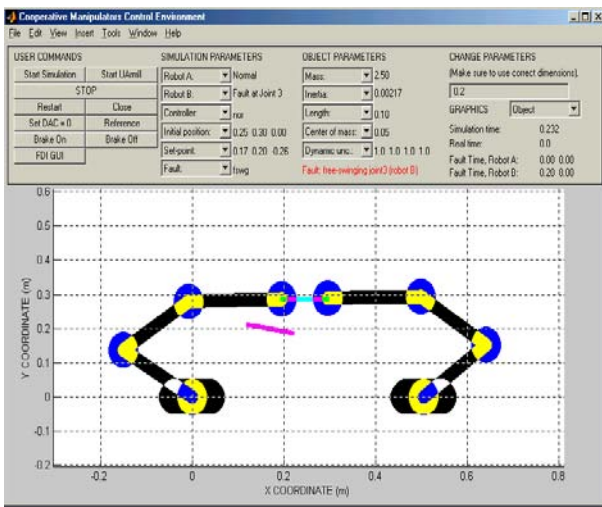 Cooperative Manipulators Control Environment
File Edit View Insert Tools Window Help
USER COMMANDS
Start Simulation Start UArmII
STOP
Restart Close
Set DAC = 0 Reference
Brake On Brake Off
FDI GUI
SIMULATION PARAMETERS
Robot A: Normal
Robot B: Fault at Joint 3
Controller: nor
Initial position: 0.25 0.30 0.00
Set-point: 0.17 0.20 -0.26
Fault: fswg
OBJECT PARAMETERS
Mass: 2.50
Inertia: 0.00217
Length: 0.10
Center of mass: 0.05
Dynamic unc.: 1.0 1.0 1.0 1.0
Fault: free-swinging joint3 (robot B)
CHANGE PARAMETERS
(Make sure to use correct dimensions).
0.2
GRAPHICS Object
Simulation time: 0.232
Real time: 0.0
Fault Time, Robot A: 0.00 0.00
Fault Time, Robot B: 0.20 0.00
0.6
0.5
0.4
0.3
0.2
0.1
0
-0.1
-0.2
Y COORDINATE (m)
-0.2 0 0.2 0.4 0.6 0.8
X COORDINATE (m)